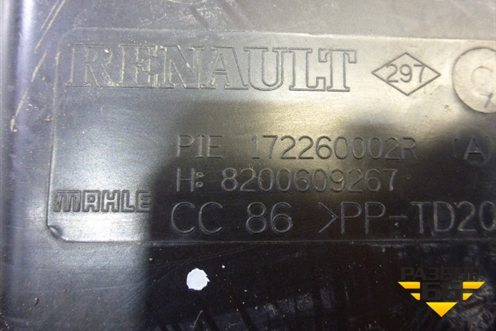 RENAULT 297
PIE 172260002R (A)
H: 8200609267
MAHLE CC 86 >PP-TD20